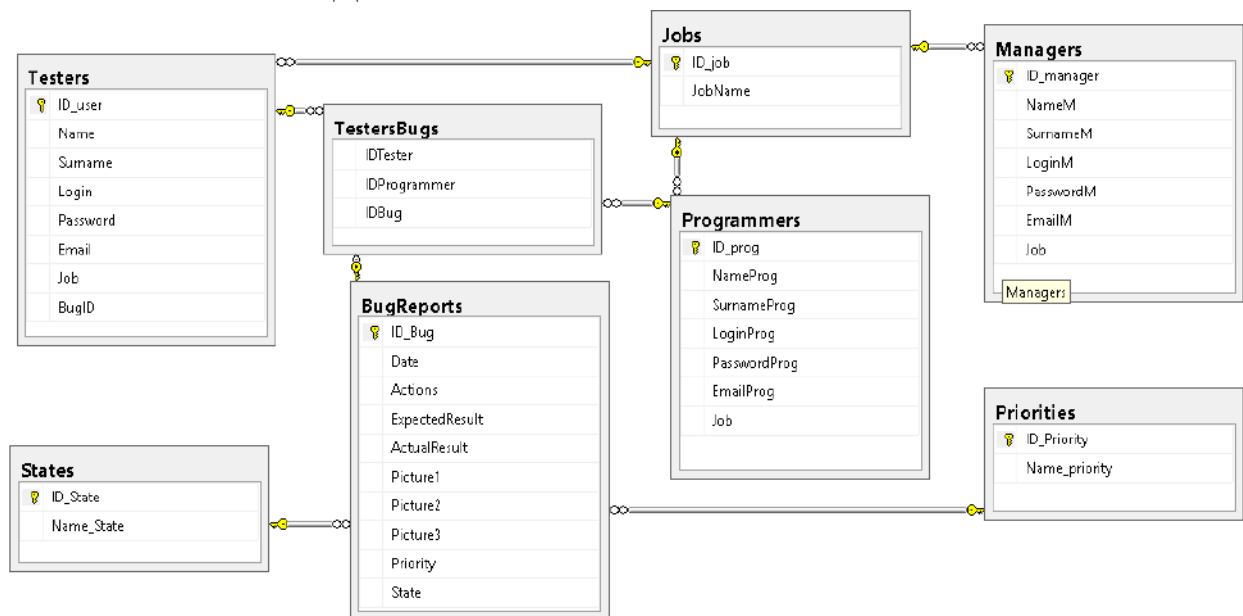 Testers
ID_user
Name
Surname
Login
Password
Email
Job
BugID
TestersBugs
IDTester
IDProgrammer
IDBug
Jobs
ID_job
JobName
Managers
ID_manager
NameM
SurnameM
LoginM
PasswordM
EmailM
Job
Managers
Programmers
ID_prog
NameProg
SurnameProg
LoginProg
PasswordProg
EmailProg
Job
BugReports
ID_Bug
Date
Actions
ExpectedResult
ActualResult
Picture1
Picture2
Picture3
Priority
State
States
ID_State
Name_State
Priorities
ID_Priority
Name_priority